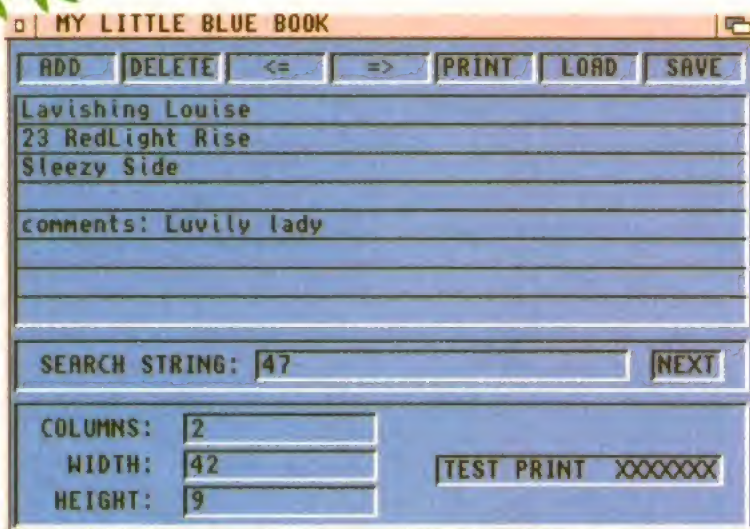 MY LITTLE BLUE BOOK
ADD DELETE <= => PRINT LOAD SAVE
Lavishing Louise
23 RedLight Rise
Sleezy Side
comments: Luvily lady
SEARCH STRING: 47 NEXT
COLUMNS: 2
WIDTH: 42 TEST PRINT XXXXXXX
HEIGHT: 9